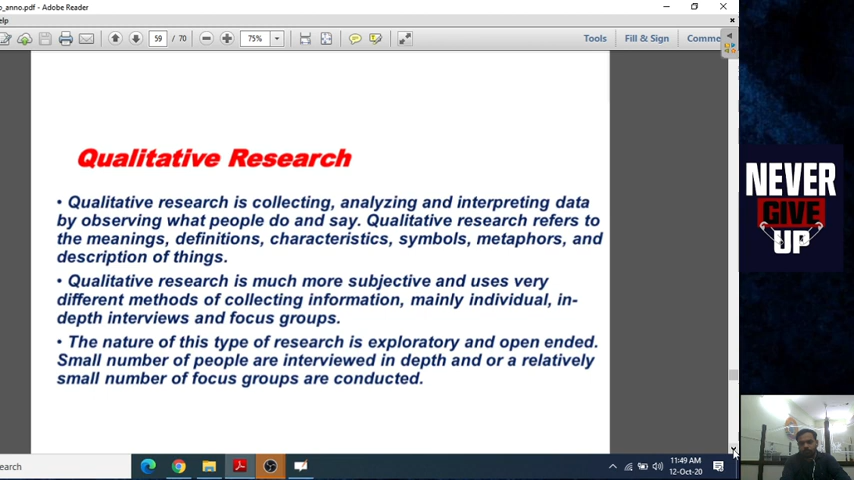 o_anno.pdf - Adobe Reader
elp
59 / 70
75%
Tools
Fill & Sign
Comme
Qualitative Research
• Qualitative research is collecting, analyzing and interpreting data
by observing what people do and say. Qualitative research refers to
the meanings, definitions, characteristics, symbols, metaphors, and
description of things.
• Qualitative research is much more subjective and uses very
different methods of collecting information, mainly individual, in-
depth interviews and focus groups.
• The nature of this type of research is exploratory and open ended.
Small number of people are interviewed in depth and or a relatively
small number of focus groups are conducted.
NEVER
GIVE
UP
earch
11:49 AM
12-Oct-20